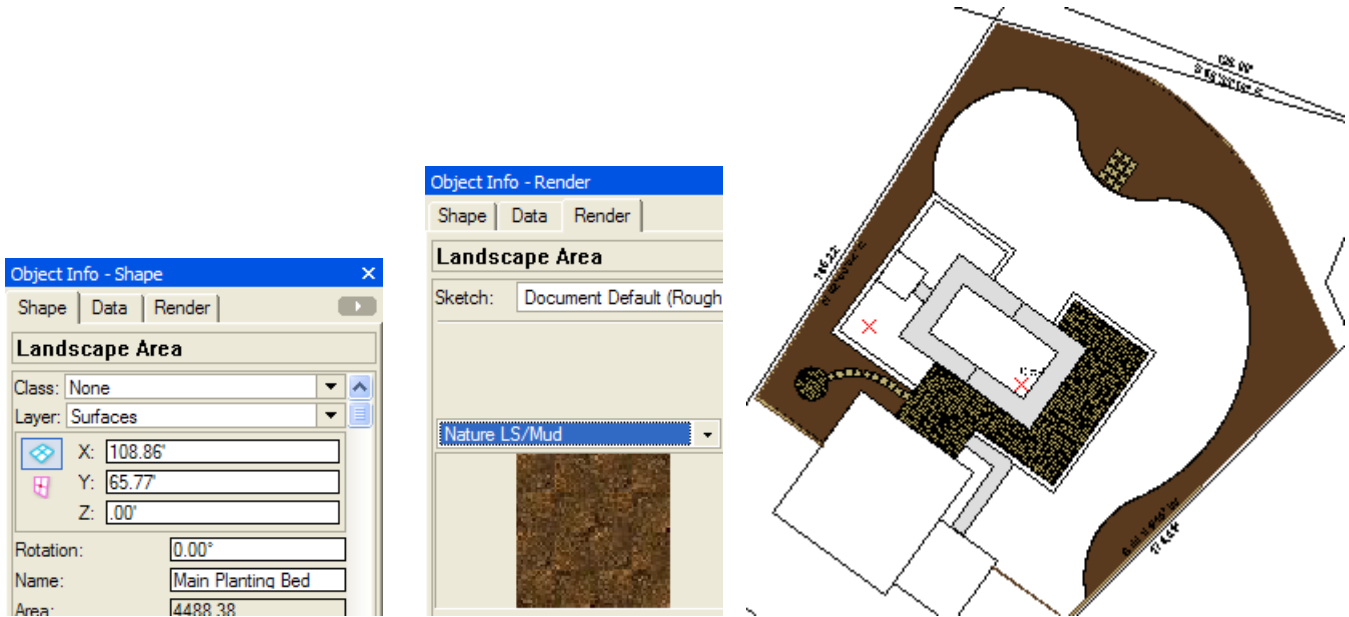 Object Info - Shape
Shape Data Render
Landscape Area
Class: None
Layer: Surfaces
X: 108.86'
Y: 65.77'
Z: .00'
Rotation: 0.00°
Name: Main Planting Bed
Area: 4488.38
Object Info - Render
Shape Data Render
Landscape Area
Sketch: Document Default (Rough
Nature LS/Mud